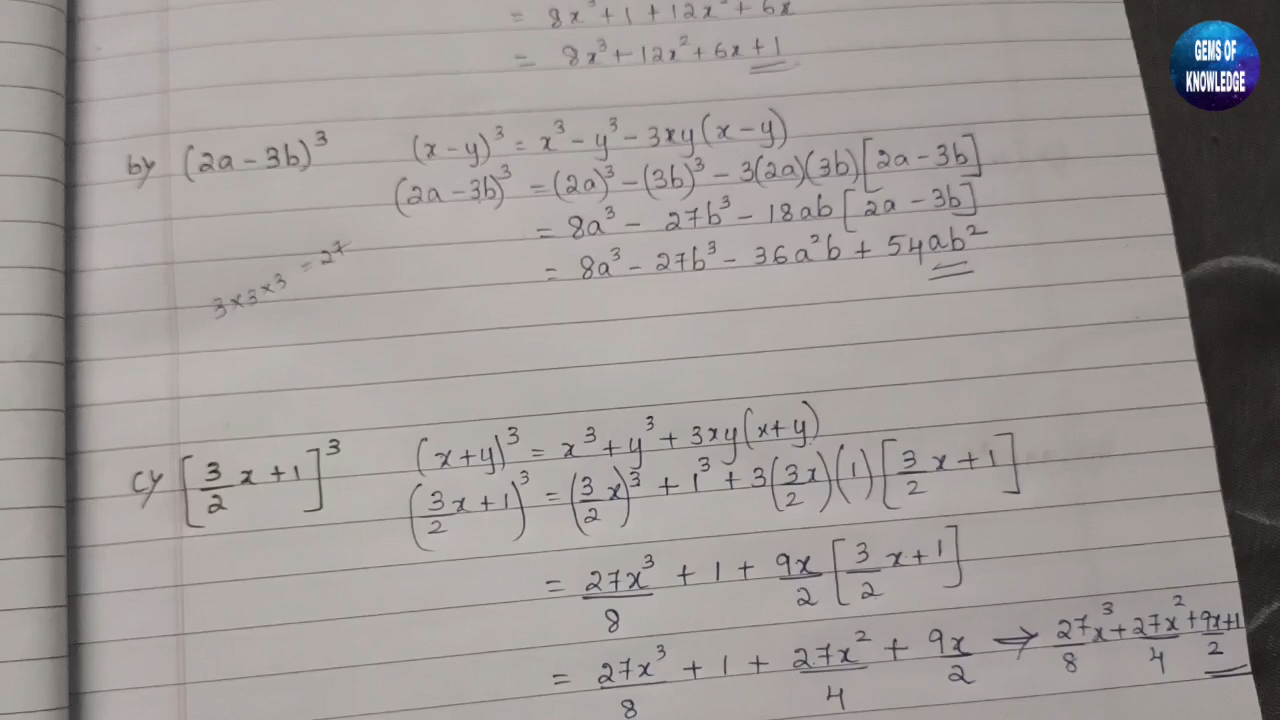 = 8x³ + 1 + 12x² + 6x
= 8x³ + 12x² + 6x + 1
GEMS OF
KNOWLEDGE
b) (2a - 3b)³ (x - y)³ = x³ - y³ - 3xy(x - y)
(2a - 3b)³ = (2a)³ - (3b)³ - 3(2a)(3b)[2a - 3b]
= 8a³ - 27b³ - 18ab[2a - 3b]
= 8a³ - 27b³ - 36a²b + 54ab²
3 × 3 × 3 = 27
c) [3/2 x + 1]³ (x + y)³ = x³ + y³ + 3xy(x + y)
(3/2 x + 1)³ = (3/2 x)³ + 1³ + 3(3x/2)(1)[3/2 x + 1]
= 27x³/8 + 1 + 9x/2 [3/2 x + 1]
= 27x³/8 + 1 + 27x²/4 + 9x/2 ⇒ 27/8 x³ + 27x²/4 + 9x/2 + 1